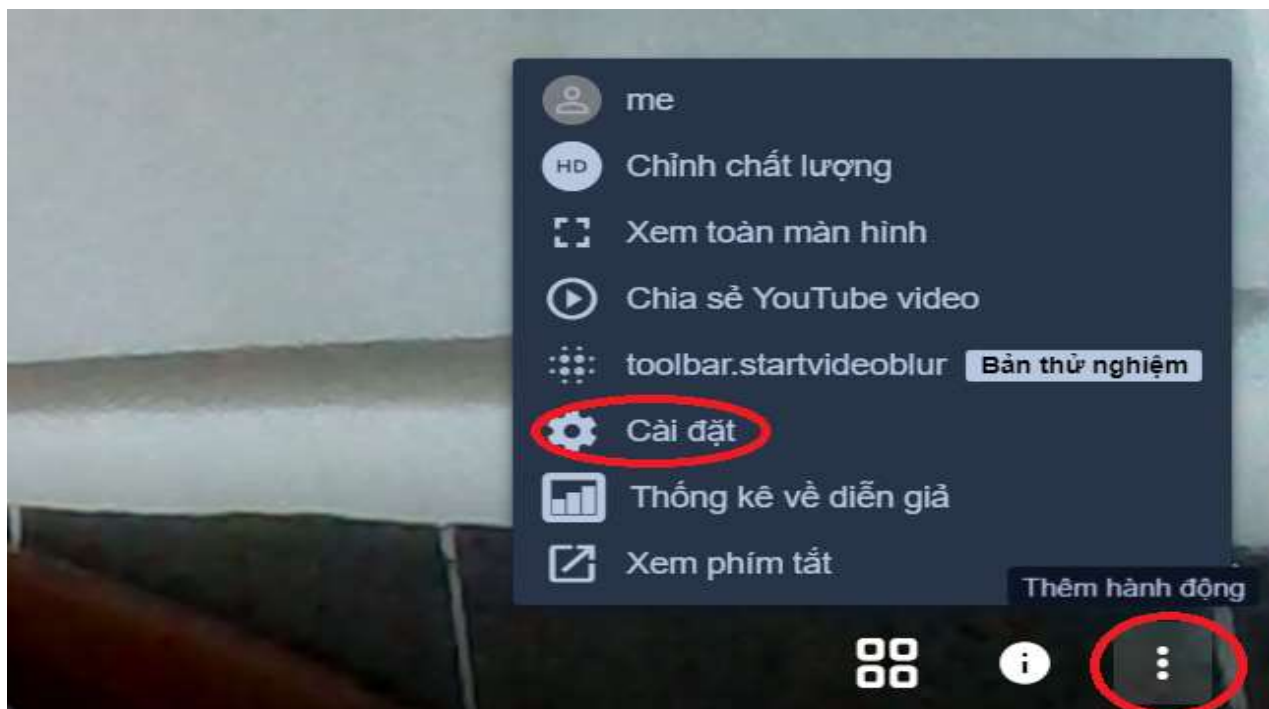 me
HD Chỉnh chất lượng
Xem toàn màn hình
Chia sẻ YouTube video
toolbar.startvideoblur Bản thử nghiệm
Cài đặt
Thống kê về diễn giả
Xem phím tắt
Thêm hành động